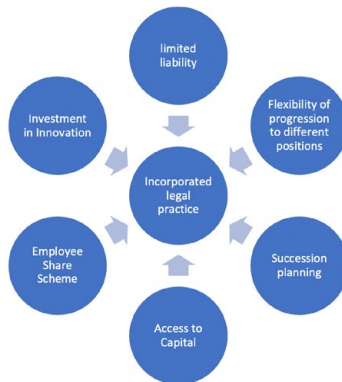 limited
liability
Investment
in Innovation
Flexibility of
progression
to different
positions
Incorporated
legal
practice
Employee
Share
Scheme
Succession
planning
Access to
Capital